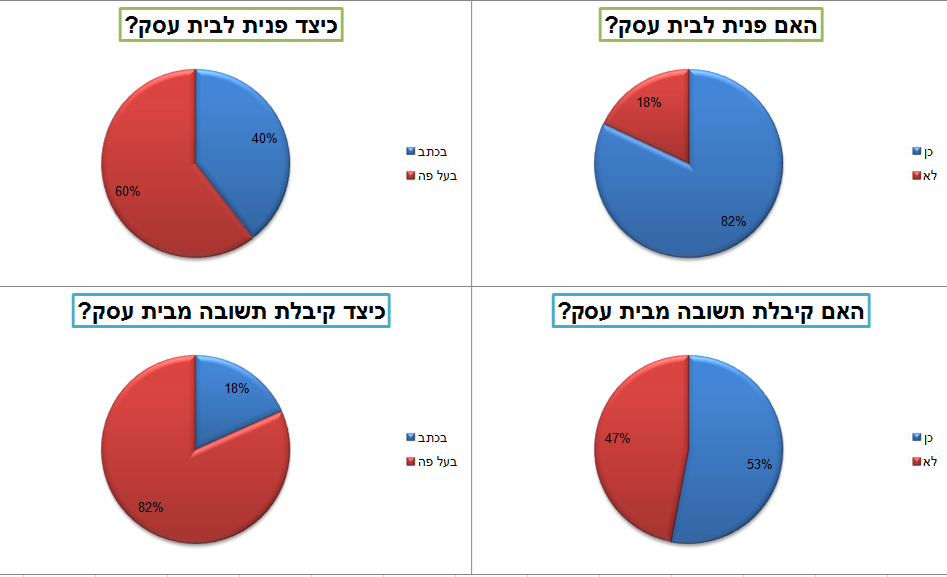 האם פנית לבית עסק?
18%
82%
כן
לא
כיצד פנית לבית עסק?
40%
60%
בכתב
בעל פה
האם קיבלת תשובה מבית עסק?
47%
53%
כן
לא
כיצד קיבלת תשובה מבית עסק?
18%
82%
בכתב
בעל פה